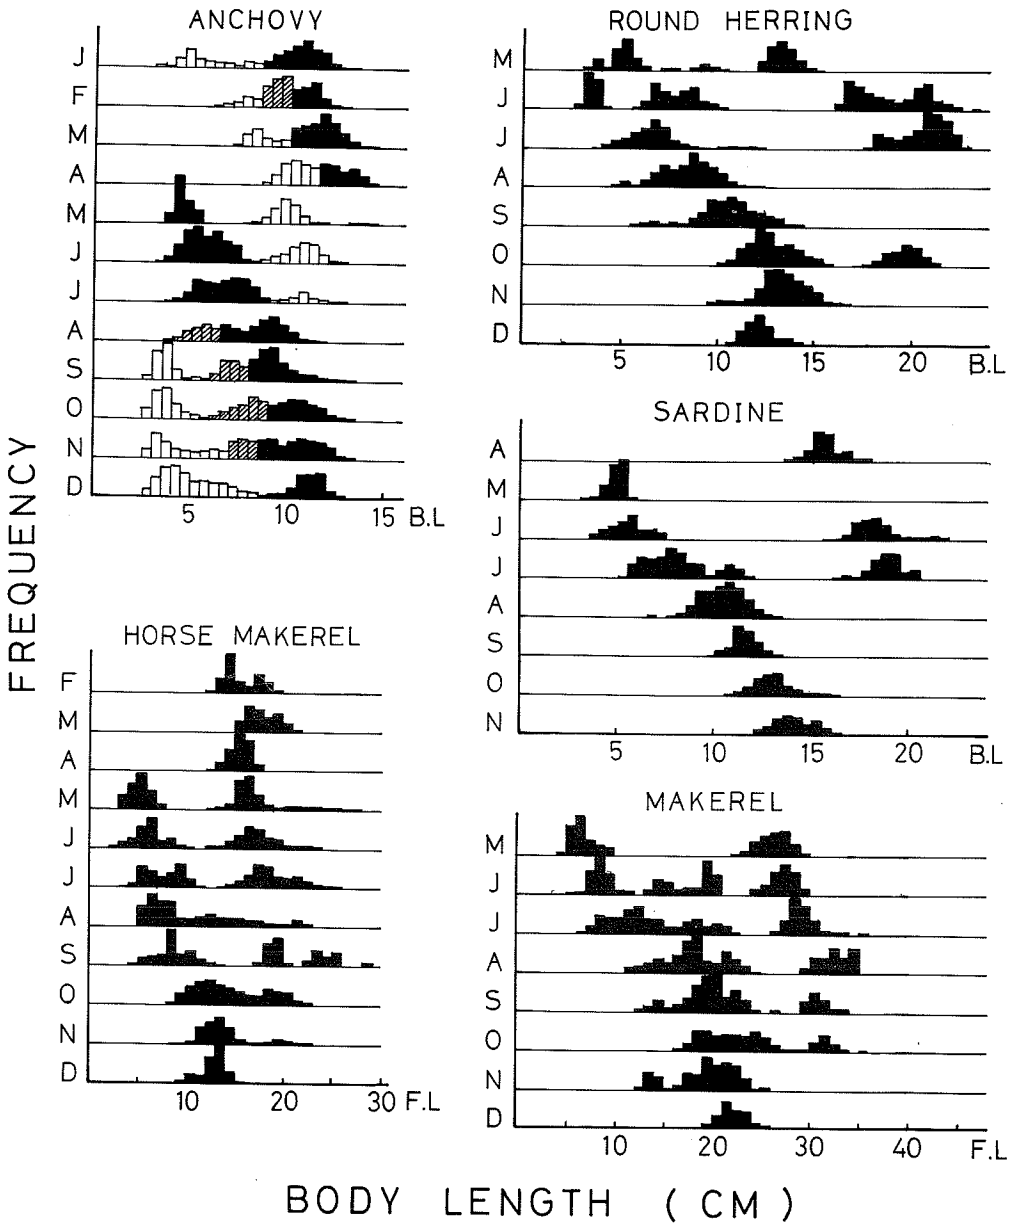 FREQUENCY
ANCHOVY
J
F
M
A
M
J
J
A
S
O
N
D
5 10 15 B.L
HORSE MAKEREL
F
M
A
M
J
J
A
S
O
N
D
10 20 30 F.L
ROUND HERRING
M
J
J
A
S
O
N
D
5 10 15 20 B.L
SARDINE
A
M
J
J
A
S
O
N
5 10 15 20 B.L
MAKEREL
M
J
J
A
S
O
N
D
10 20 30 40 F.L
BODY LENGTH (CM)